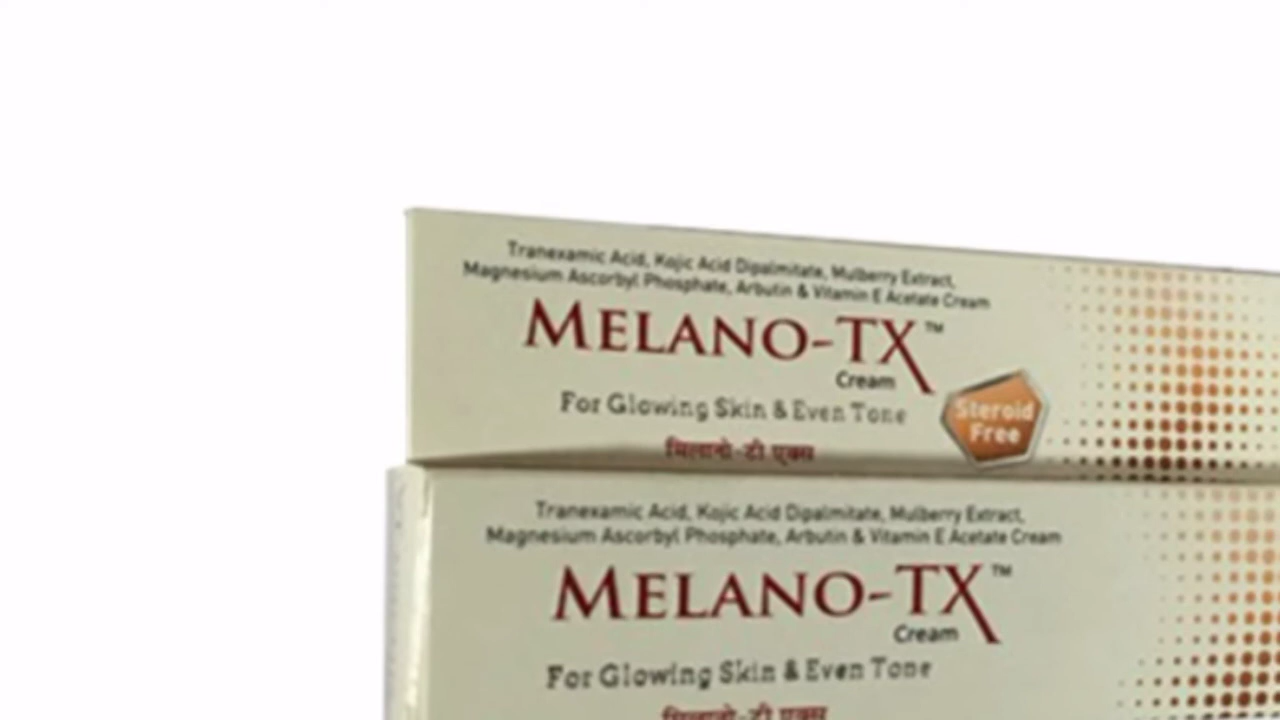 Tranexamic Acid, Kojic Acid Dipalmitate, Mulberry Extract,
Magnesium Ascorbyl Phosphate, Arbutin & Vitamin E Acetate Cream
MELANO-TX™
Cream
For Glowing Skin & Even Tone
Steroid
Free
मिलानो-टी एक्स
Tranexamic Acid, Kojic Acid Dipalmitate, Mulberry Extract,
Magnesium Ascorbyl Phosphate, Arbutin & Vitamin E Acetate Cream
MELANO-TX™
Cream
For Glowing Skin & Even Tone
मिलानो-टी एक्स